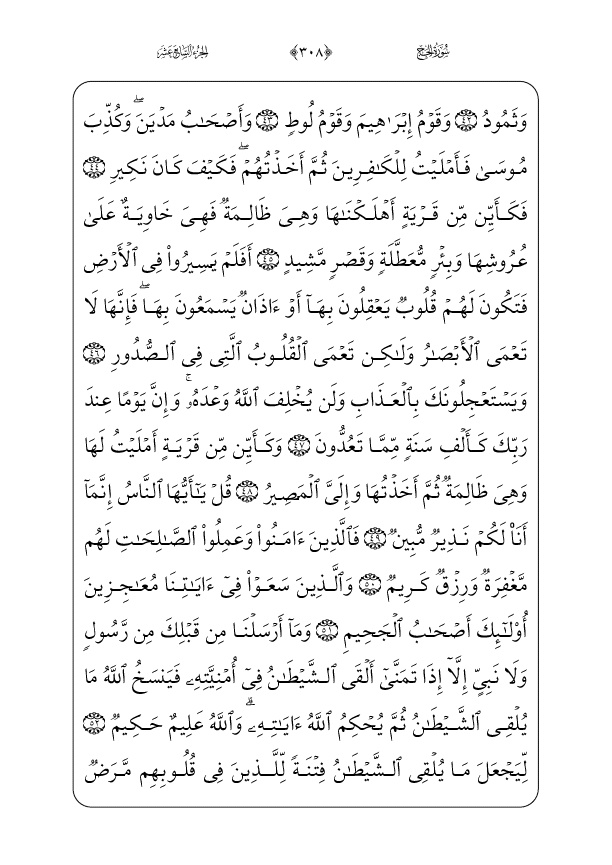 سُورَةُ الحَجِّ ﴿٣٠٨﴾ الجُزْءُ السَّابِعَ عَشَرَ
وَثَمُودُ ۝٤٢ وَقَوْمُ إِبْرَٰهِيمَ وَقَوْمُ لُوطٍ ۝٤٣ وَأَصْحَٰبُ مَدْيَنَۖ وَكُذِّبَ
مُوسَىٰ فَأَمْلَيْتُ لِلْكَٰفِرِينَ ثُمَّ أَخَذْتُهُمْۖ فَكَيْفَ كَانَ نَكِيرِ ۝٤٤
فَكَأَيِّن مِّن قَرْيَةٍ أَهْلَكْنَٰهَا وَهِىَ ظَالِمَةٌ فَهِىَ خَاوِيَةٌ عَلَىٰ
عُرُوشِهَا وَبِئْرٍ مُّعَطَّلَةٍ وَقَصْرٍ مَّشِيدٍ ۝٤٥ أَفَلَمْ يَسِيرُوا۟ فِى ٱلْأَرْضِ
فَتَكُونَ لَهُمْ قُلُوبٌ يَعْقِلُونَ بِهَآ أَوْ ءَاذَانٌ يَسْمَعُونَ بِهَاۖ فَإِنَّهَا لَا
تَعْمَى ٱلْأَبْصَٰرُ وَلَٰكِن تَعْمَى ٱلْقُلُوبُ ٱلَّتِى فِى ٱلصُّدُورِ ۝٤٦
وَيَسْتَعْجِلُونَكَ بِٱلْعَذَابِ وَلَن يُخْلِفَ ٱللَّهُ وَعْدَهُۥۚ وَإِنَّ يَوْمًا عِندَ
رَبِّكَ كَأَلْفِ سَنَةٍ مِّمَّا تَعُدُّونَ ۝٤٧ وَكَأَيِّن مِّن قَرْيَةٍ أَمْلَيْتُ لَهَا
وَهِىَ ظَالِمَةٌ ثُمَّ أَخَذْتُهَا وَإِلَىَّ ٱلْمَصِيرُ ۝٤٨ قُلْ يَٰٓأَيُّهَا ٱلنَّاسُ إِنَّمَآ
أَنَا۠ لَكُمْ نَذِيرٌ مُّبِينٌ ۝٤٩ فَٱلَّذِينَ ءَامَنُوا۟ وَعَمِلُوا۟ ٱلصَّٰلِحَٰتِ لَهُم
مَّغْفِرَةٌ وَرِزْقٌ كَرِيمٌ ۝٥٠ وَٱلَّذِينَ سَعَوْا۟ فِىٓ ءَايَٰتِنَا مُعَٰجِزِينَ
أُو۟لَٰٓئِكَ أَصْحَٰبُ ٱلْجَحِيمِ ۝٥١ وَمَآ أَرْسَلْنَا مِن قَبْلِكَ مِن رَّسُولٍ
وَلَا نَبِىٍّ إِلَّآ إِذَا تَمَنَّىٰٓ أَلْقَى ٱلشَّيْطَٰنُ فِىٓ أُمْنِيَّتِهِۦ فَيَنسَخُ ٱللَّهُ مَا
يُلْقِى ٱلشَّيْطَٰنُ ثُمَّ يُحْكِمُ ٱللَّهُ ءَايَٰتِهِۦۗ وَٱللَّهُ عَلِيمٌ حَكِيمٌ ۝٥٢
لِّيَجْعَلَ مَا يُلْقِى ٱلشَّيْطَٰنُ فِتْنَةً لِّلَّذِينَ فِى قُلُوبِهِم مَّرَضٌ